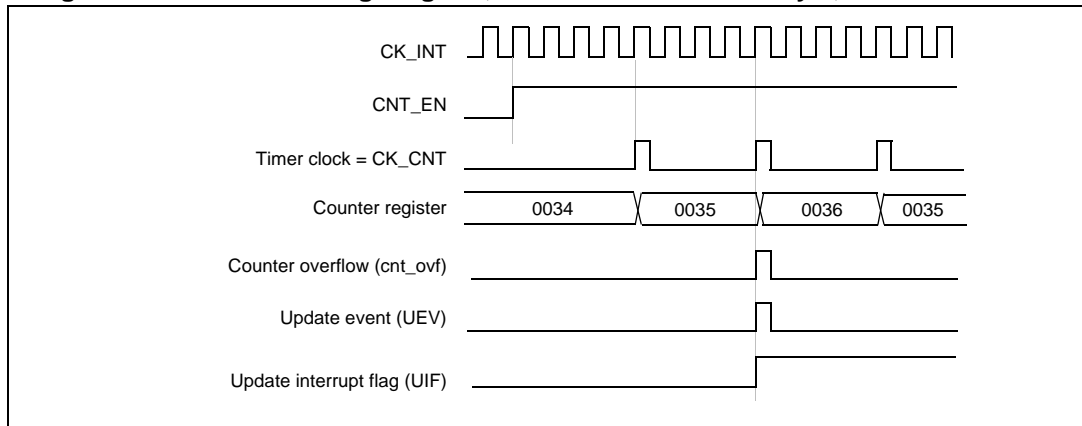 CK_INT
CNT_EN
Timer clock = CK_CNT
Counter register 0034 0035 0036 0035
Counter overflow (cnt_ovf)
Update event (UEV)
Update interrupt flag (UIF)